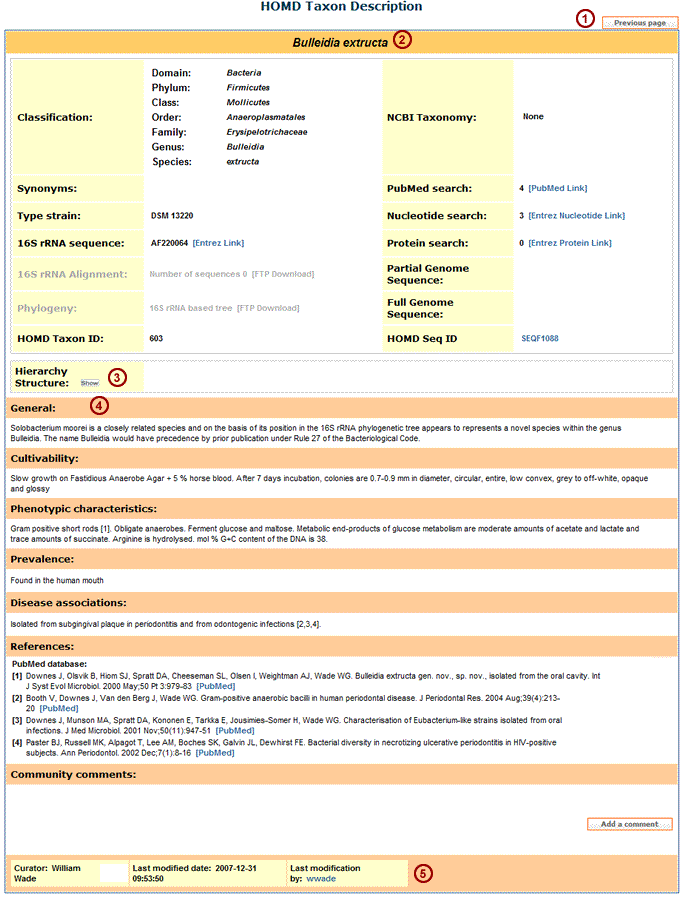 HOMD Taxon Description
1 Previous page
Bulleidia extructa 2
Classification:
Domain: Bacteria
Phylum: Firmicutes
Class: Mollicutes
Order: Anaeroplasmatales
Family: Erysipelotrichaceae
Genus: Bulleidia
Species: extructa
NCBI Taxonomy: None
Synonyms:
PubMed search: 4 [PubMed Link]
Type strain: DSM 13220
Nucleotide search: 3 [Entrez Nucleotide Link]
16S rRNA sequence: AF220064 [Entrez Link]
Protein search: 0 [Entrez Protein Link]
16S rRNA Alignment: Number of sequences 0 [FTP Download]
Partial Genome
Sequence:
Phylogeny: 16S rRNA based tree [FTP Download]
Full Genome
Sequence:
HOMD Taxon ID: 603
HOMD Seq ID SEQF1088
Hierarchy
Structure: Show 3
General: 4
Solobacterium moorei is a closely related species and on the basis of its position in the 16S rRNA phylogenetic tree appears to represents a novel species within the genus
Bulleidia. The name Bulleidia would have precedence by prior publication under Rule 27 of the Bacteriological Code.
Cultivability:
Slow growth on Fastidious Anaerobe Agar + 5 % horse blood. After 7 days incubation, colonies are 0.7-0.9 mm in diameter, circular, entire, low convex, grey to off-white, opaque
and glossy
Phenotypic characteristics:
Gram positive short rods [1]. Obligate anaerobes. Ferment glucose and maltose. Metabolic end-products of glucose metabolism are moderate amounts of acetate and lactate and
trace amounts of succinate. Arginine is hydrolysed. mol % G+C content of the DNA is 38.
Prevalence:
Found in the human mouth
Disease associations:
Isolated from subgingival plaque in periodontitis and from odontogenic infections [2,3,4].
References:
PubMed database:
[1] Downes J, Olsvik B, Hiom SJ, Spratt DA, Cheeseman SL, Olsen I, Weightman AJ, Wade WG. Bulleidia extructa gen. nov., sp. nov., isolated from the oral cavity. Int
J Syst Evol Microbiol. 2000 May;50 Pt 3:979-83 [PubMed]
[2] Booth V, Downes J, Van den Berg J, Wade WG. Gram-positive anaerobic bacilli in human periodontal disease. J Periodontal Res. 2004 Aug;39(4):213-
20 [PubMed]
[3] Downes J, Munson MA, Spratt DA, Kononen E, Tarkka E, Jousimies-Somer H, Wade WG. Characterisation of Eubacterium-like strains isolated from oral
infections. J Med Microbiol. 2001 Nov;50(11):947-51 [PubMed]
[4] Paster BJ, Russell MK, Alpagot T, Lee AM, Boches SK, Galvin JL, Dewhirst FE. Bacterial diversity in necrotizing ulcerative periodontitis in HIV-positive
subjects. Ann Periodontol. 2002 Dec;7(1):8-16 [PubMed]
Community comments:
Add a comment
Curator: William
Wade
Last modified date: 2007-12-31
09:53:50
Last modification
by: wwade
5